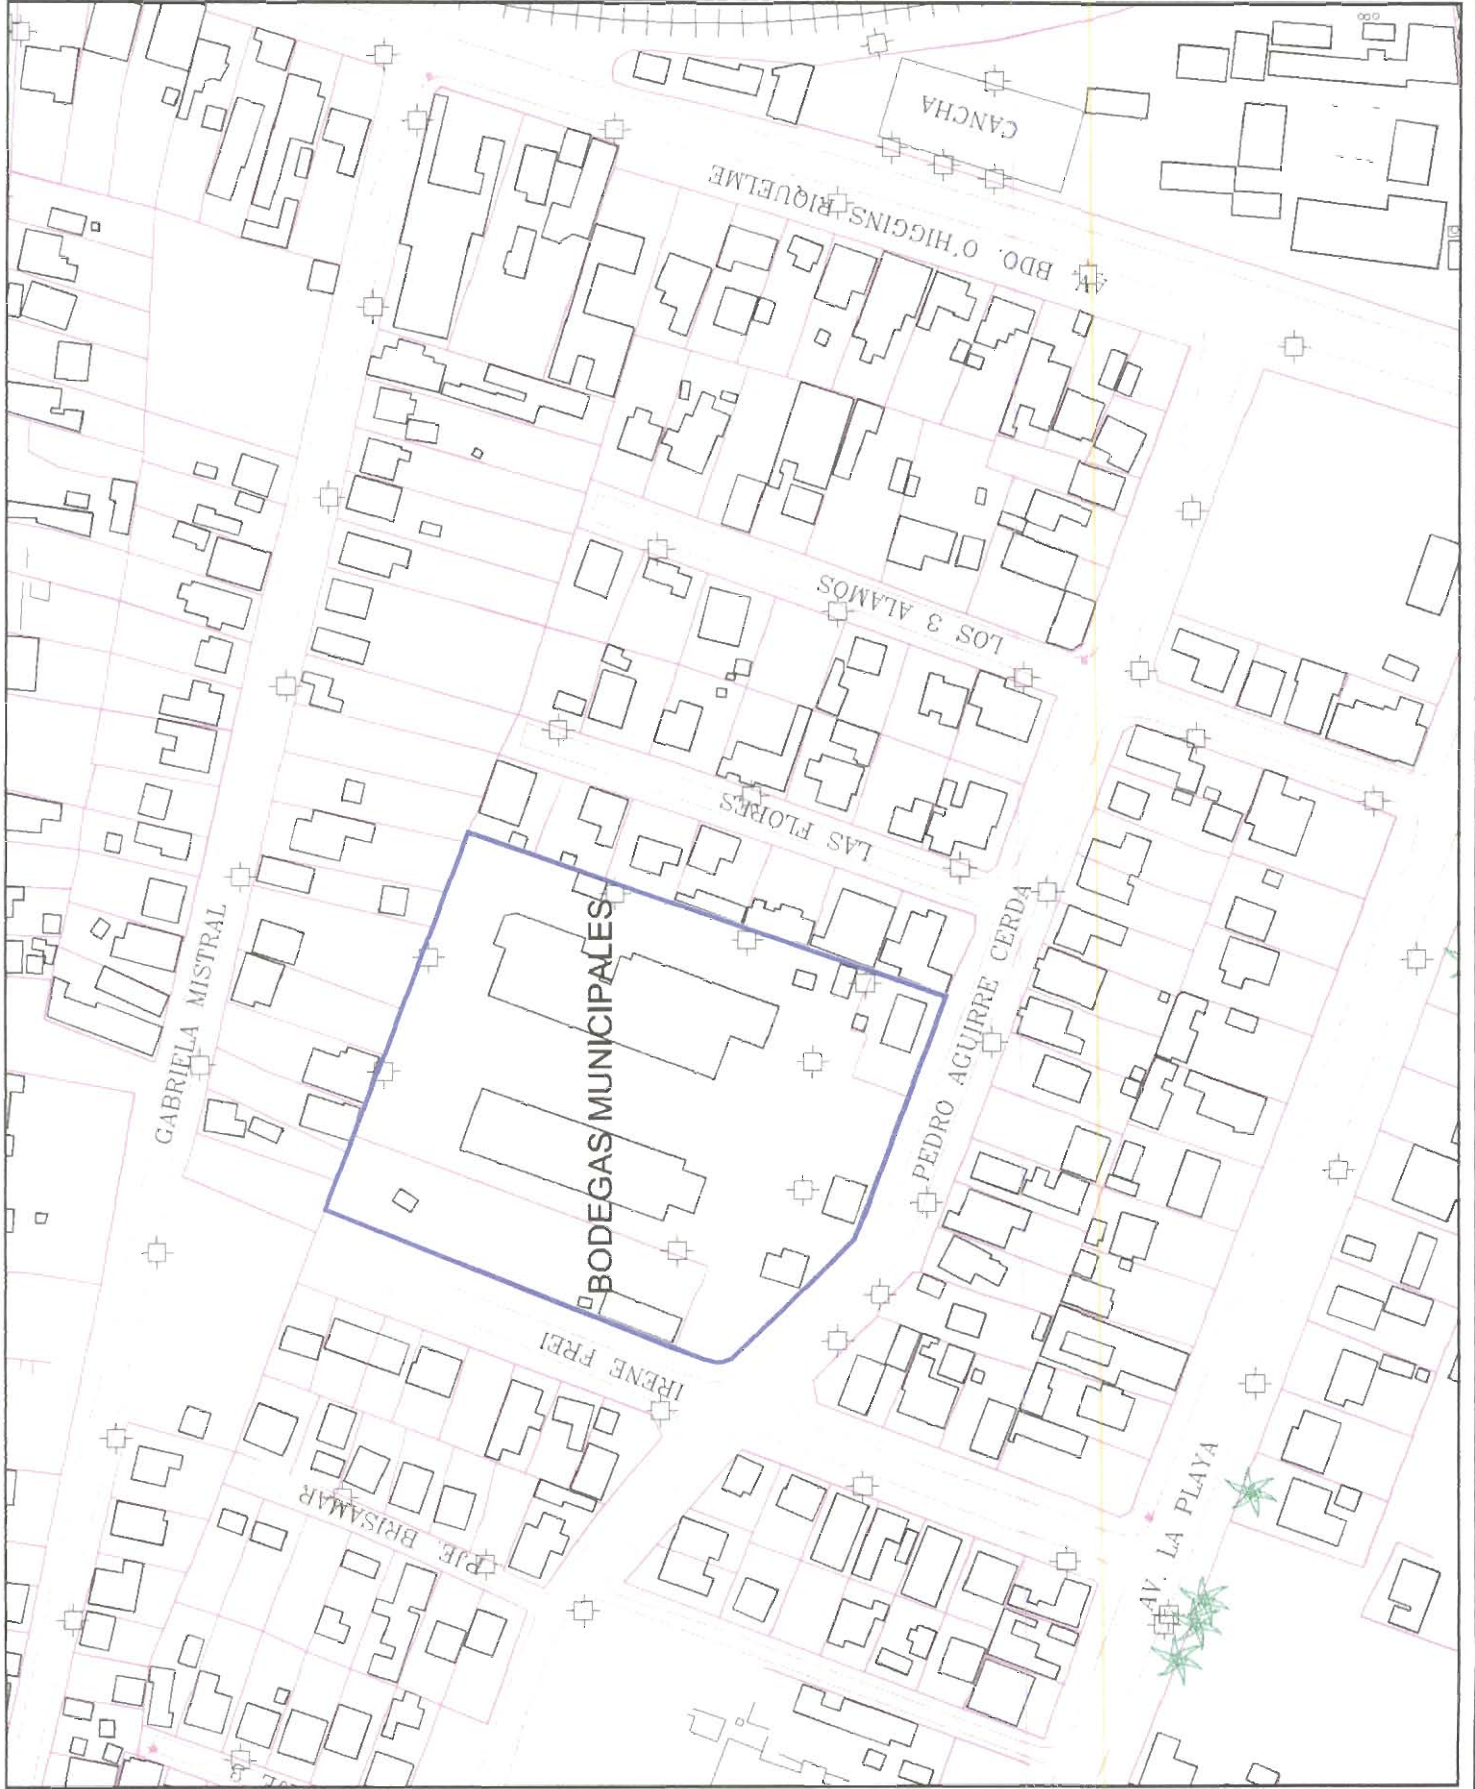 CANCHA
AV. BDO. O'HIGGINS RIQUELME
LOS 3 ALAMOS
LAS FLORES
GABRIELA MISTRAL
BODEGAS MUNICIPALES
PEDRO AGUIRRE CERDA
IRENE FREI
PJE. BRISAMAR
AV. LA PLAYA